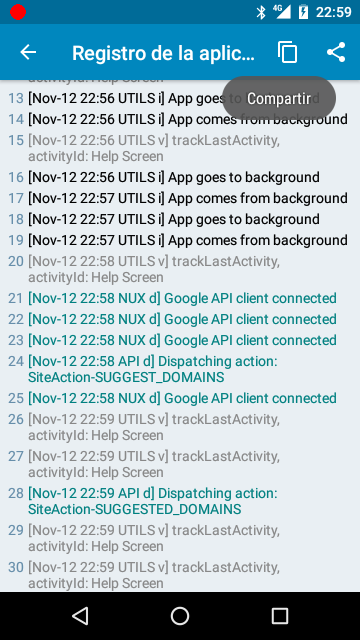 4G 22:59
Registro de la aplic...
Compartir
activityId: Help Screen
13 [Nov-12 22:56 UTILS i] App goes to background
14 [Nov-12 22:56 UTILS i] App comes from background
15 [Nov-12 22:56 UTILS v] trackLastActivity,
activityId: Help Screen
16 [Nov-12 22:56 UTILS i] App goes to background
17 [Nov-12 22:57 UTILS i] App comes from background
18 [Nov-12 22:57 UTILS i] App goes to background
19 [Nov-12 22:57 UTILS i] App comes from background
20 [Nov-12 22:58 UTILS v] trackLastActivity,
activityId: Help Screen
21 [Nov-12 22:58 NUX d] Google API client connected
22 [Nov-12 22:58 NUX d] Google API client connected
23 [Nov-12 22:58 NUX d] Google API client connected
24 [Nov-12 22:58 API d] Dispatching action:
SiteAction-SUGGEST_DOMAINS
25 [Nov-12 22:58 NUX d] Google API client connected
26 [Nov-12 22:59 UTILS v] trackLastActivity,
activityId: Help Screen
27 [Nov-12 22:59 UTILS v] trackLastActivity,
activityId: Help Screen
28 [Nov-12 22:59 API d] Dispatching action:
SiteAction-SUGGESTED_DOMAINS
29 [Nov-12 22:59 UTILS v] trackLastActivity,
activityId: Help Screen
30 [Nov-12 22:59 UTILS v] trackLastActivity,
activityId: Help Screen